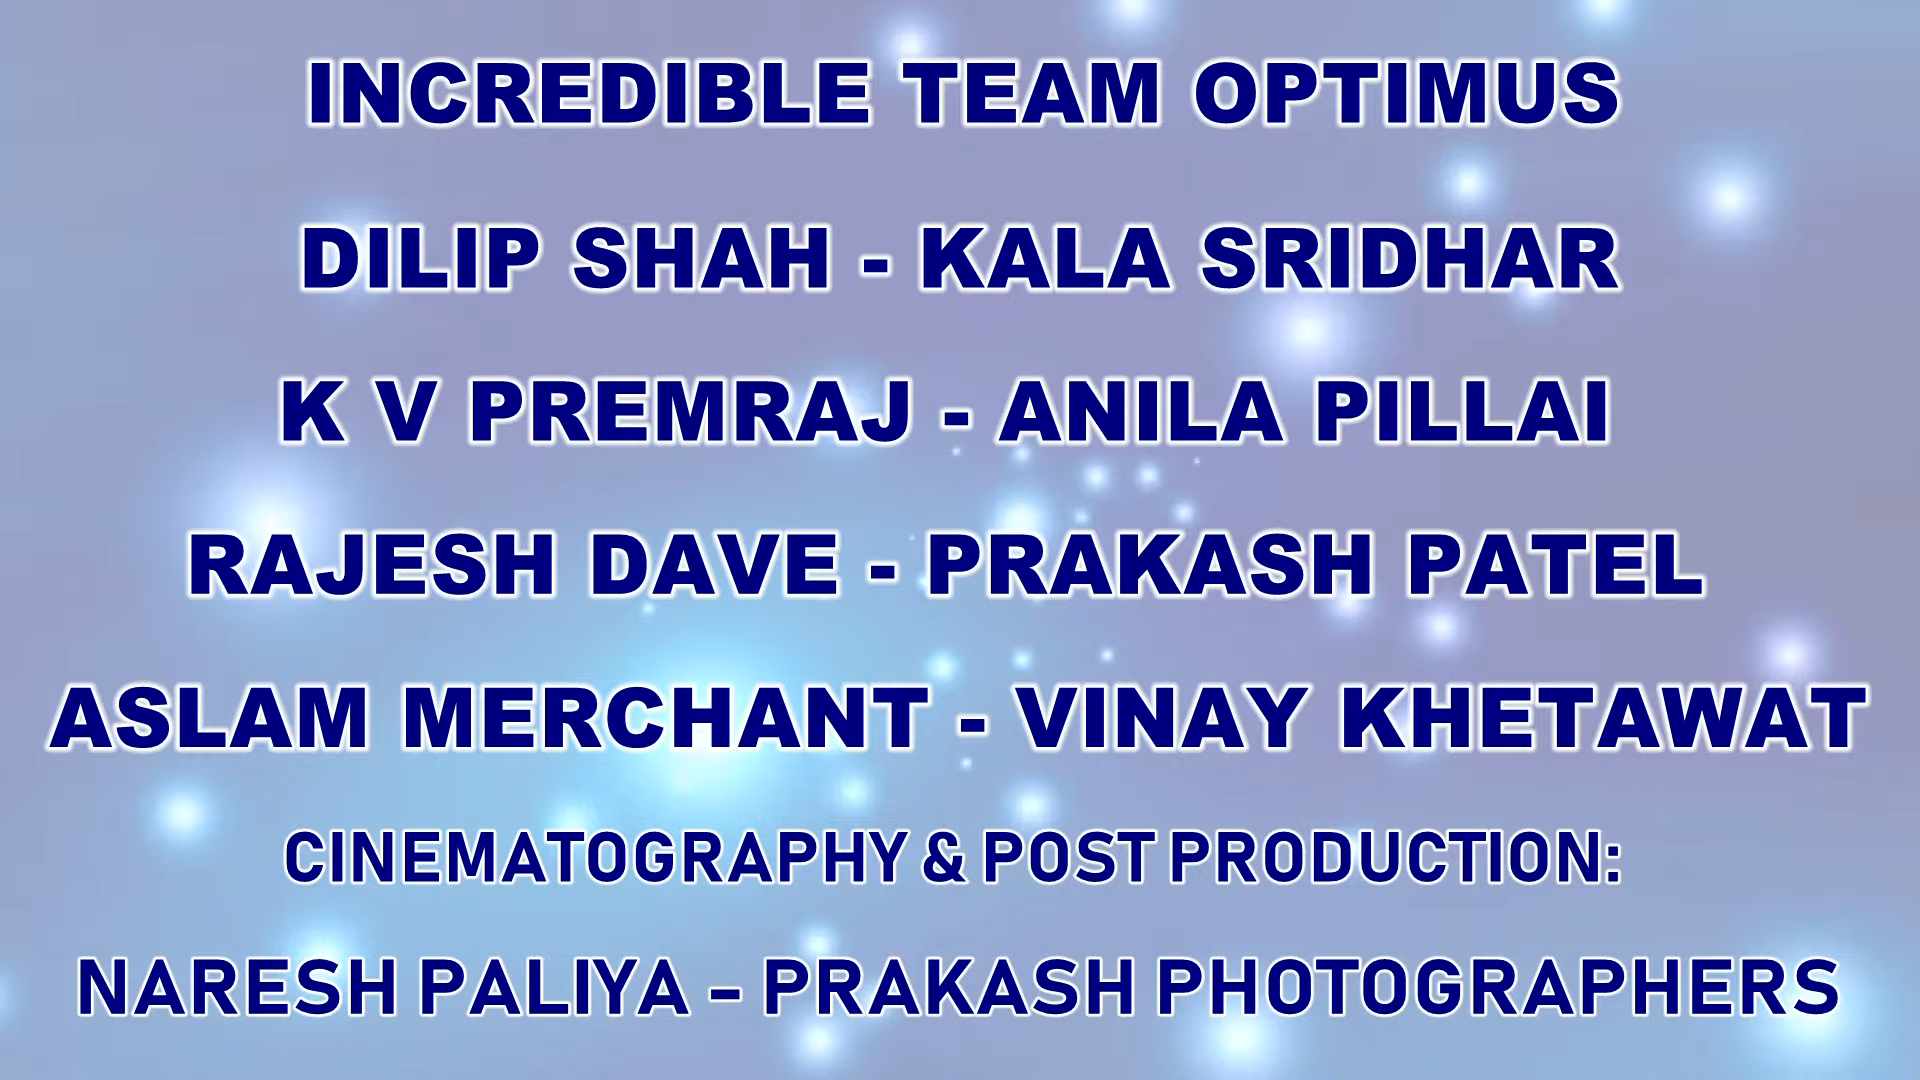 INCREDIBLE TEAM OPTIMUS
DILIP SHAH - KALA SRIDHAR
K V PREMRAJ - ANILA PILLAI
RAJESH DAVE - PRAKASH PATEL
ASLAM MERCHANT - VINAY KHETAWAT
CINEMATOGRAPHY & POST PRODUCTION:
NARESH PALIYA – PRAKASH PHOTOGRAPHERS